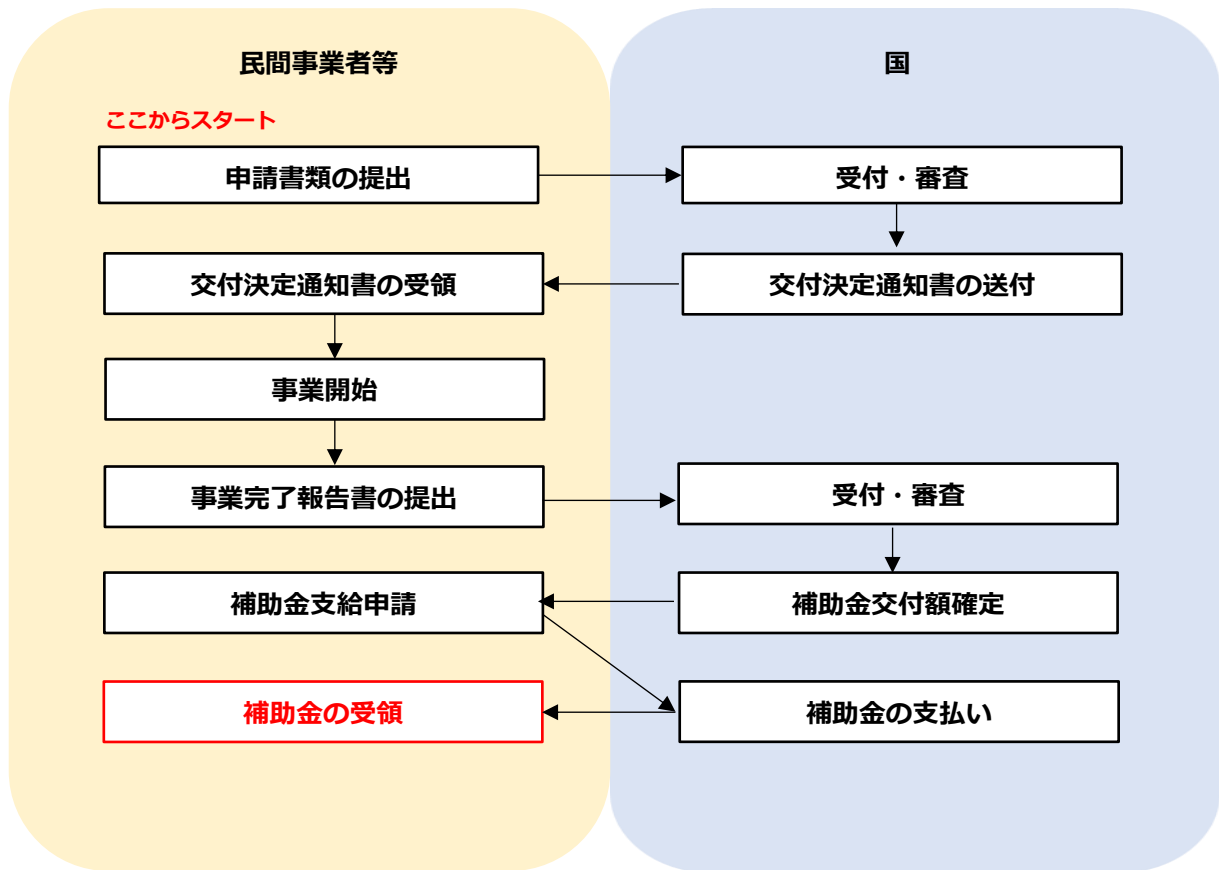 民間事業者等
国
ここからスタート
申請書類の提出
受付・審査
交付決定通知書の受領
交付決定通知書の送付
事業開始
事業完了報告書の提出
受付・審査
補助金支給申請
補助金交付額確定
補助金の受領
補助金の支払い